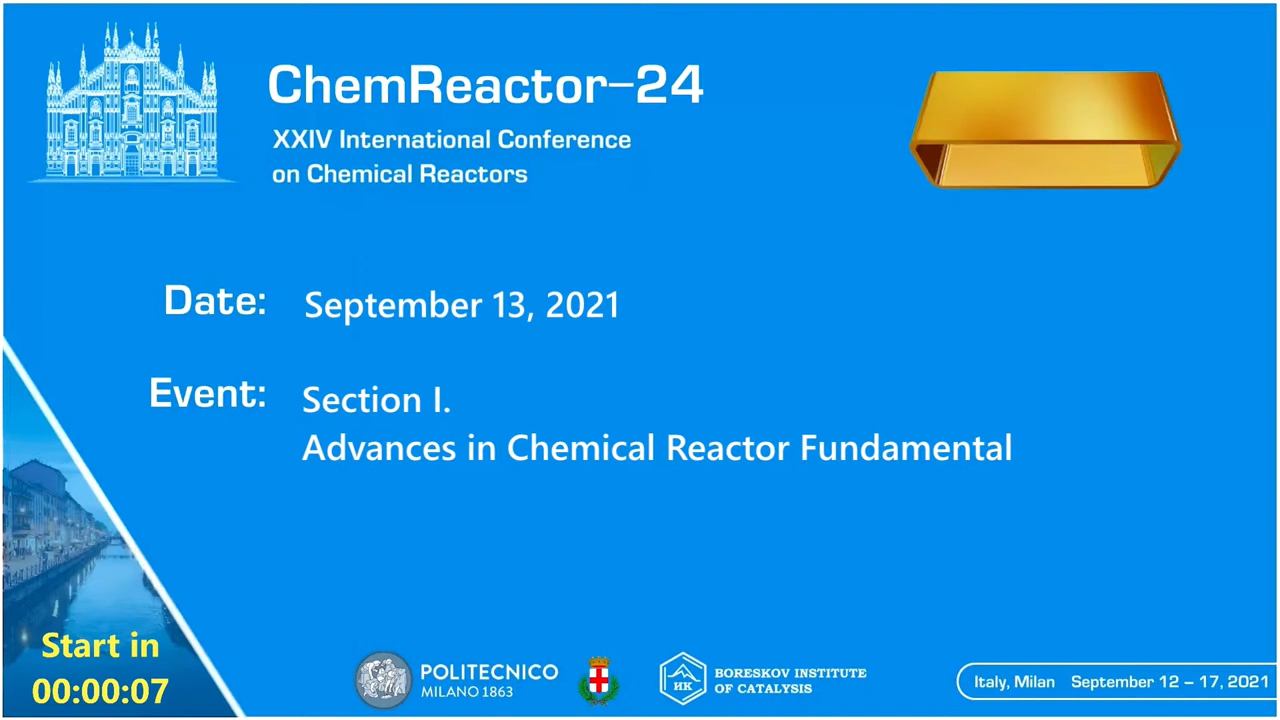 ChemReactor–24
XXIV International Conference
on Chemical Reactors
Date: September 13, 2021
Event: Section I.
Advances in Chemical Reactor Fundamental
Start in
00:00:07
POLITECNICO
MILANO 1863
ИК
BORESKOV INSTITUTE
OF CATALYSIS
Italy, Milan September 12 – 17, 2021